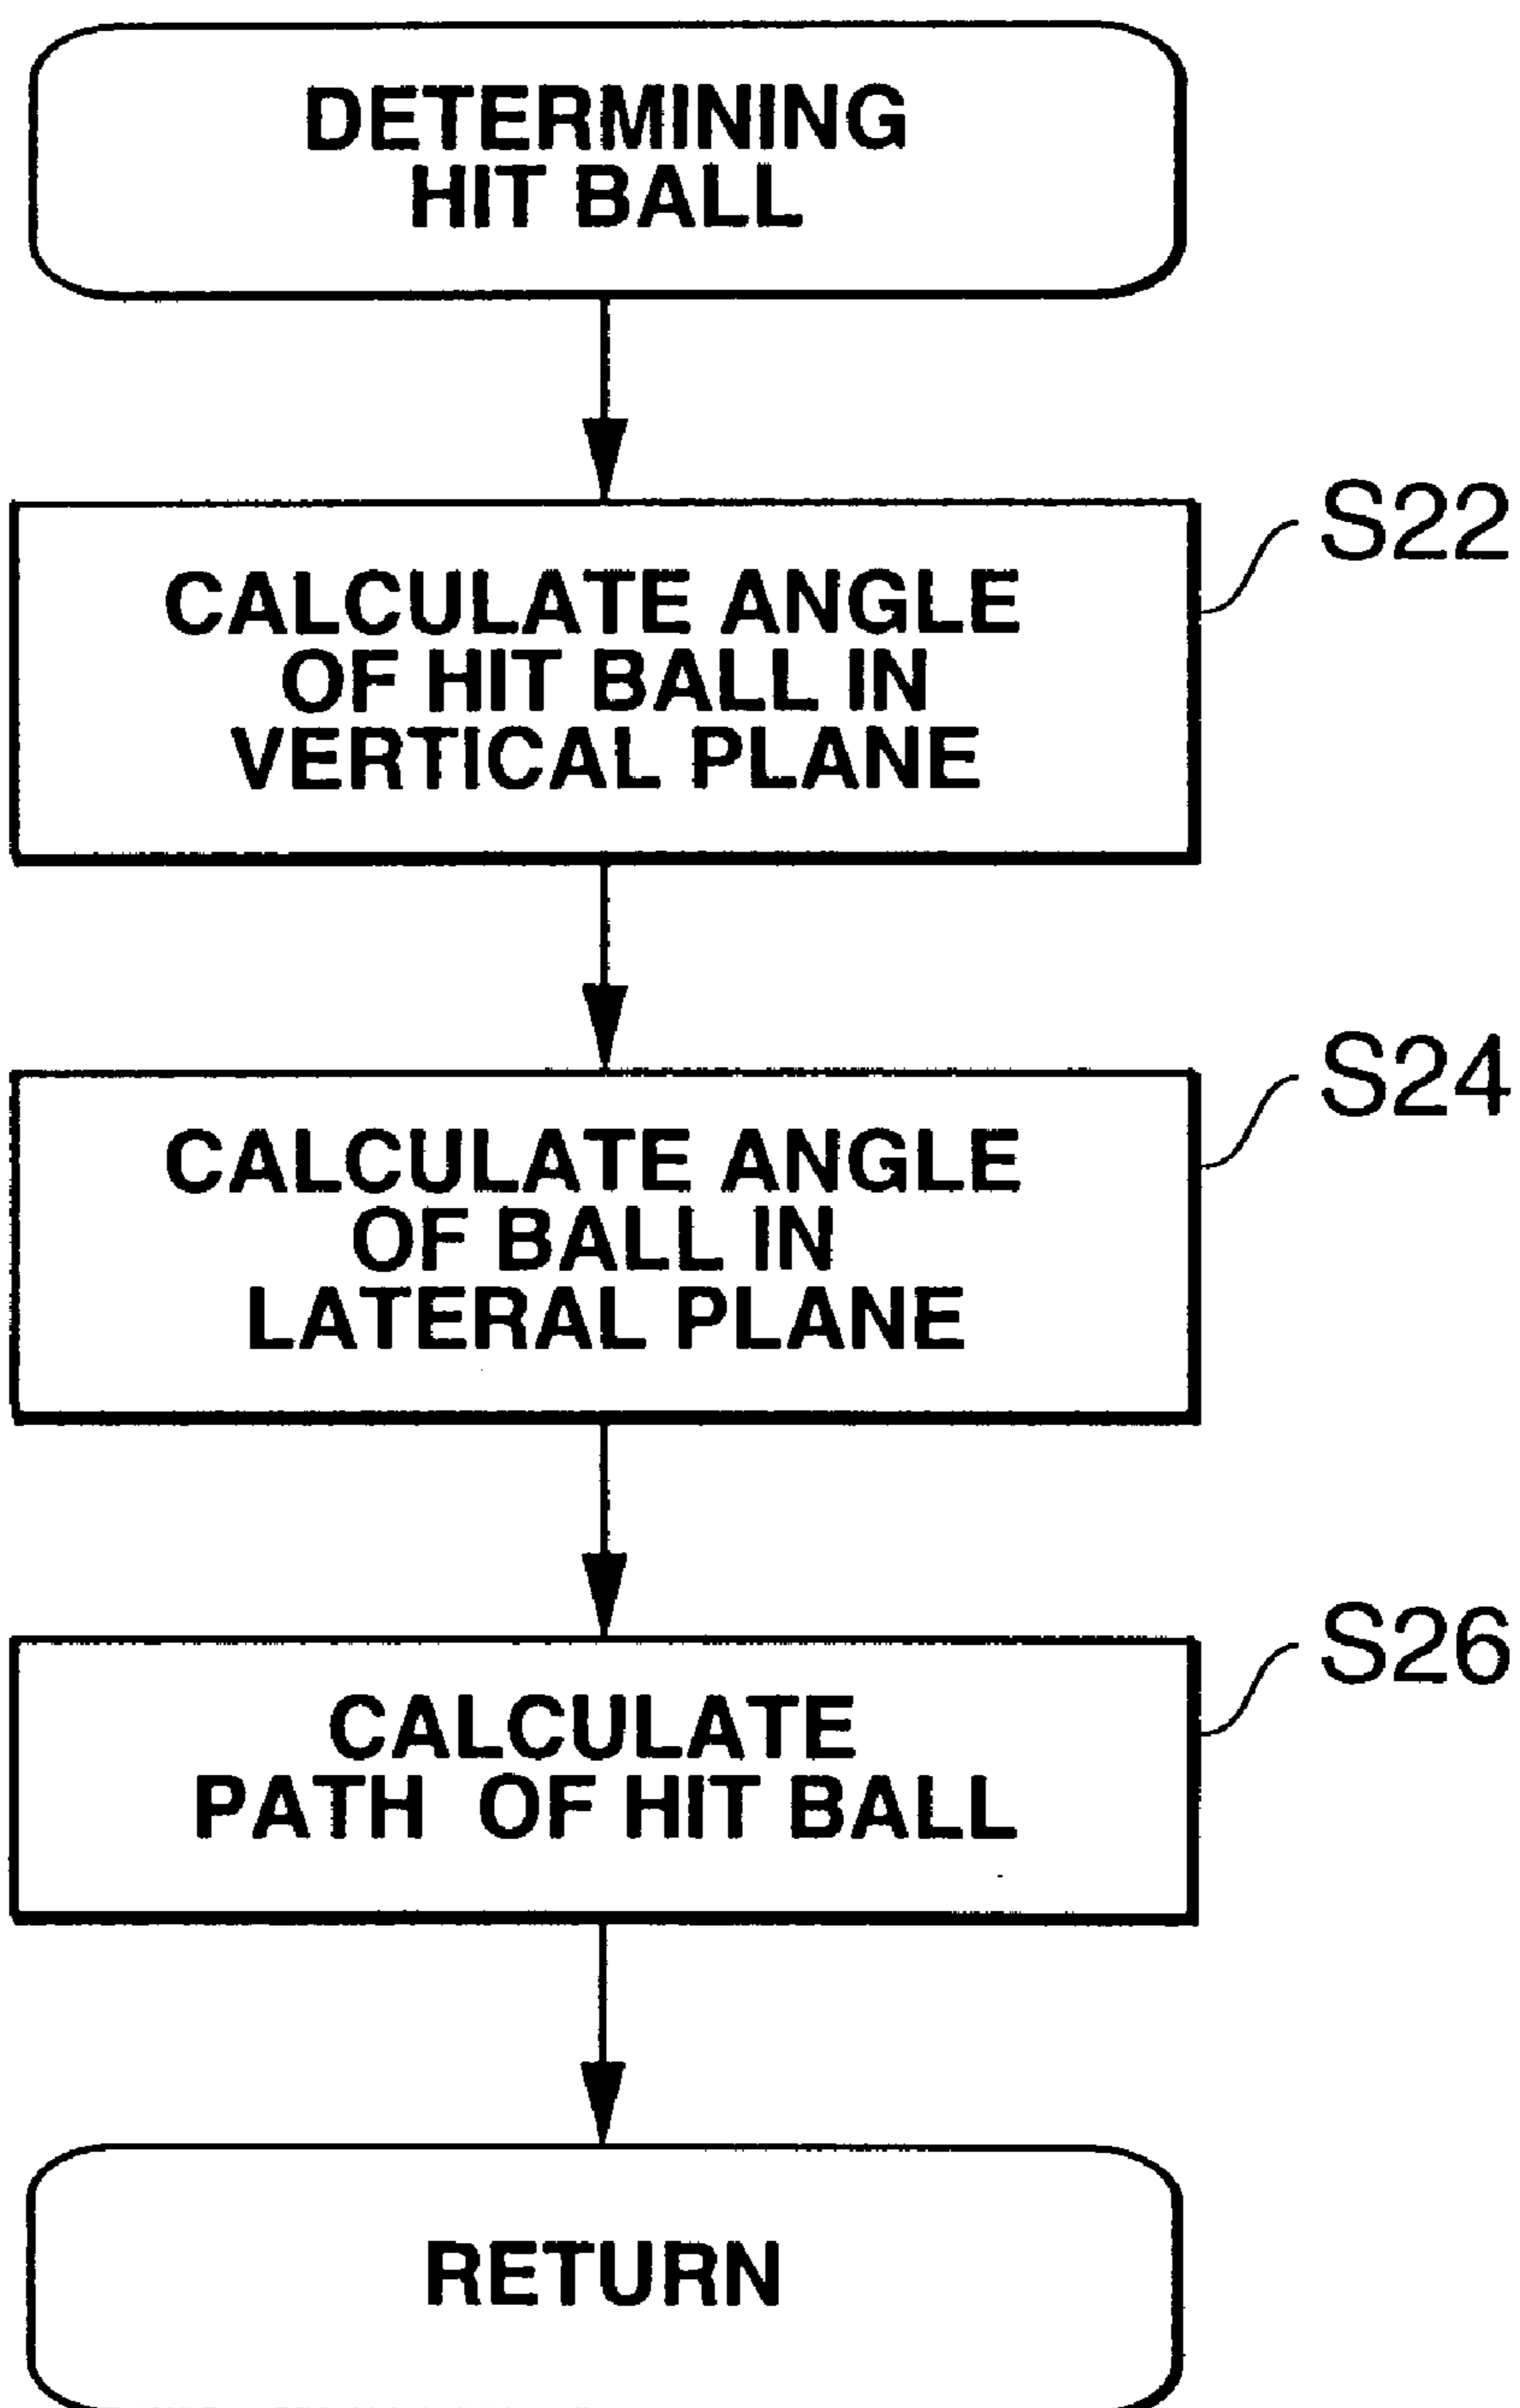 DETERMINING
HIT BALL
S22
CALCULATE ANGLE
OF HIT BALL IN
VERTICAL PLANE
S24
CALCULATE ANGLE
OF BALL IN
LATERAL PLANE
S26
CALCULATE
PATH OF HIT BALL
RETURN